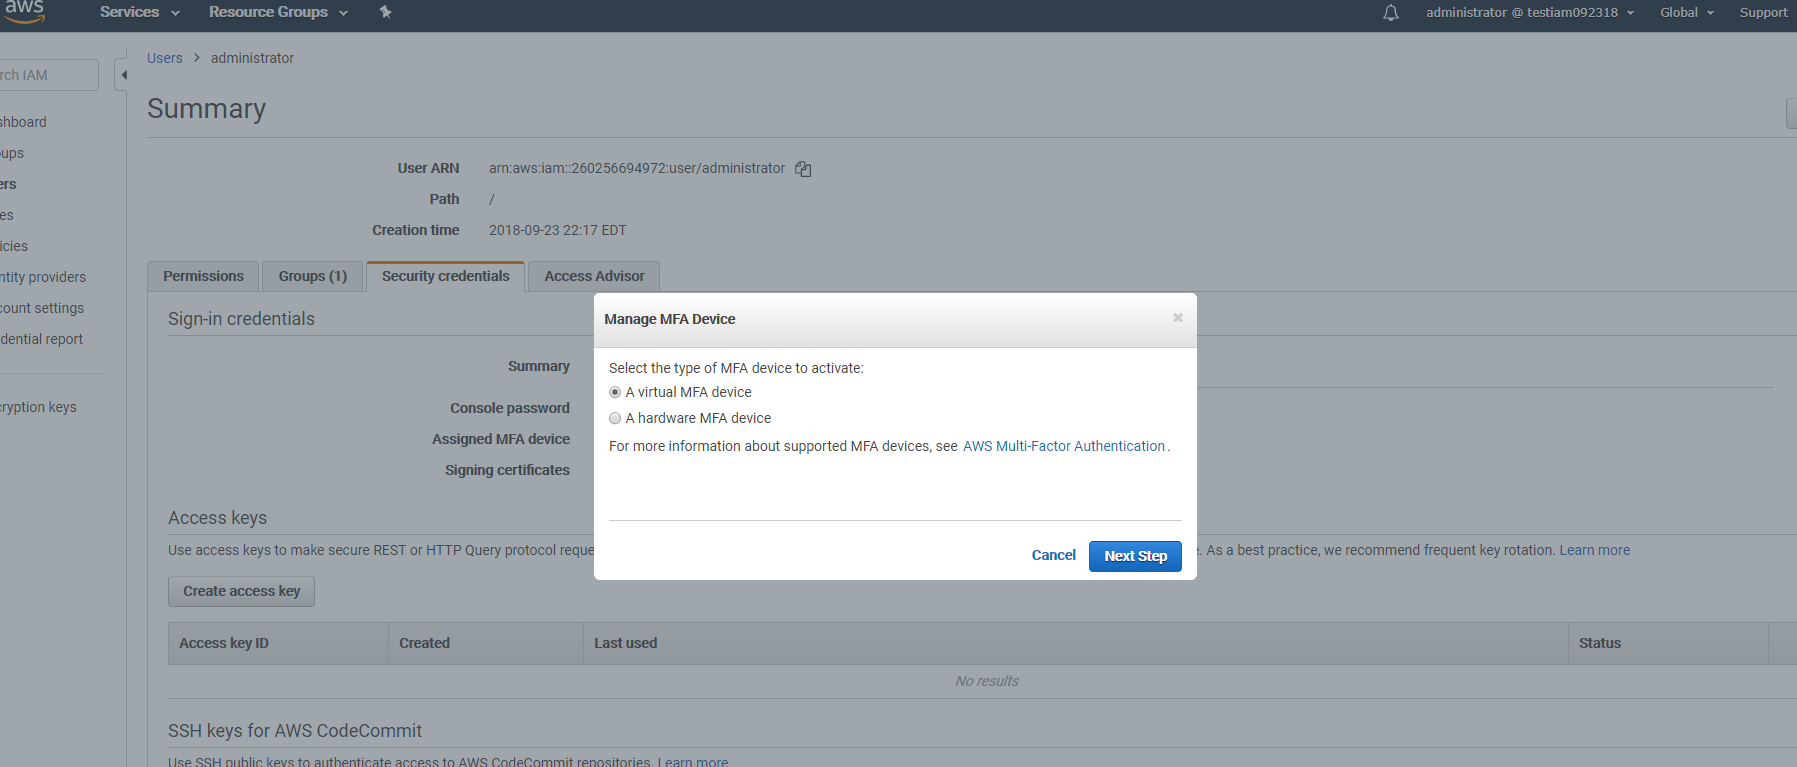 aws Services Resource Groups administrator @ testiam092318 Global Support
Users > administrator
rch IAM
Summary
shboard
oups
ers
es
icies
ntity providers
count settings
dential report
cryption keys
User ARN arn:aws:iam::260256694972:user/administrator
Path /
Creation time 2018-09-23 22:17 EDT
Permissions Groups (1) Security credentials Access Advisor
Sign-in credentials
Summary
Console password
Assigned MFA device
Signing certificates
Manage MFA Device ×
Select the type of MFA device to activate:
A virtual MFA device
A hardware MFA device
For more information about supported MFA devices, see AWS Multi-Factor Authentication.
Cancel Next Step
Access keys
Use access keys to make secure REST or HTTP Query protocol reque e. As a best practice, we recommend frequent key rotation. Learn more
Create access key
Access key ID Created Last used Status
No results
SSH keys for AWS CodeCommit
Use SSH public keys to authenticate access to AWS CodeCommit repositories. Learn more